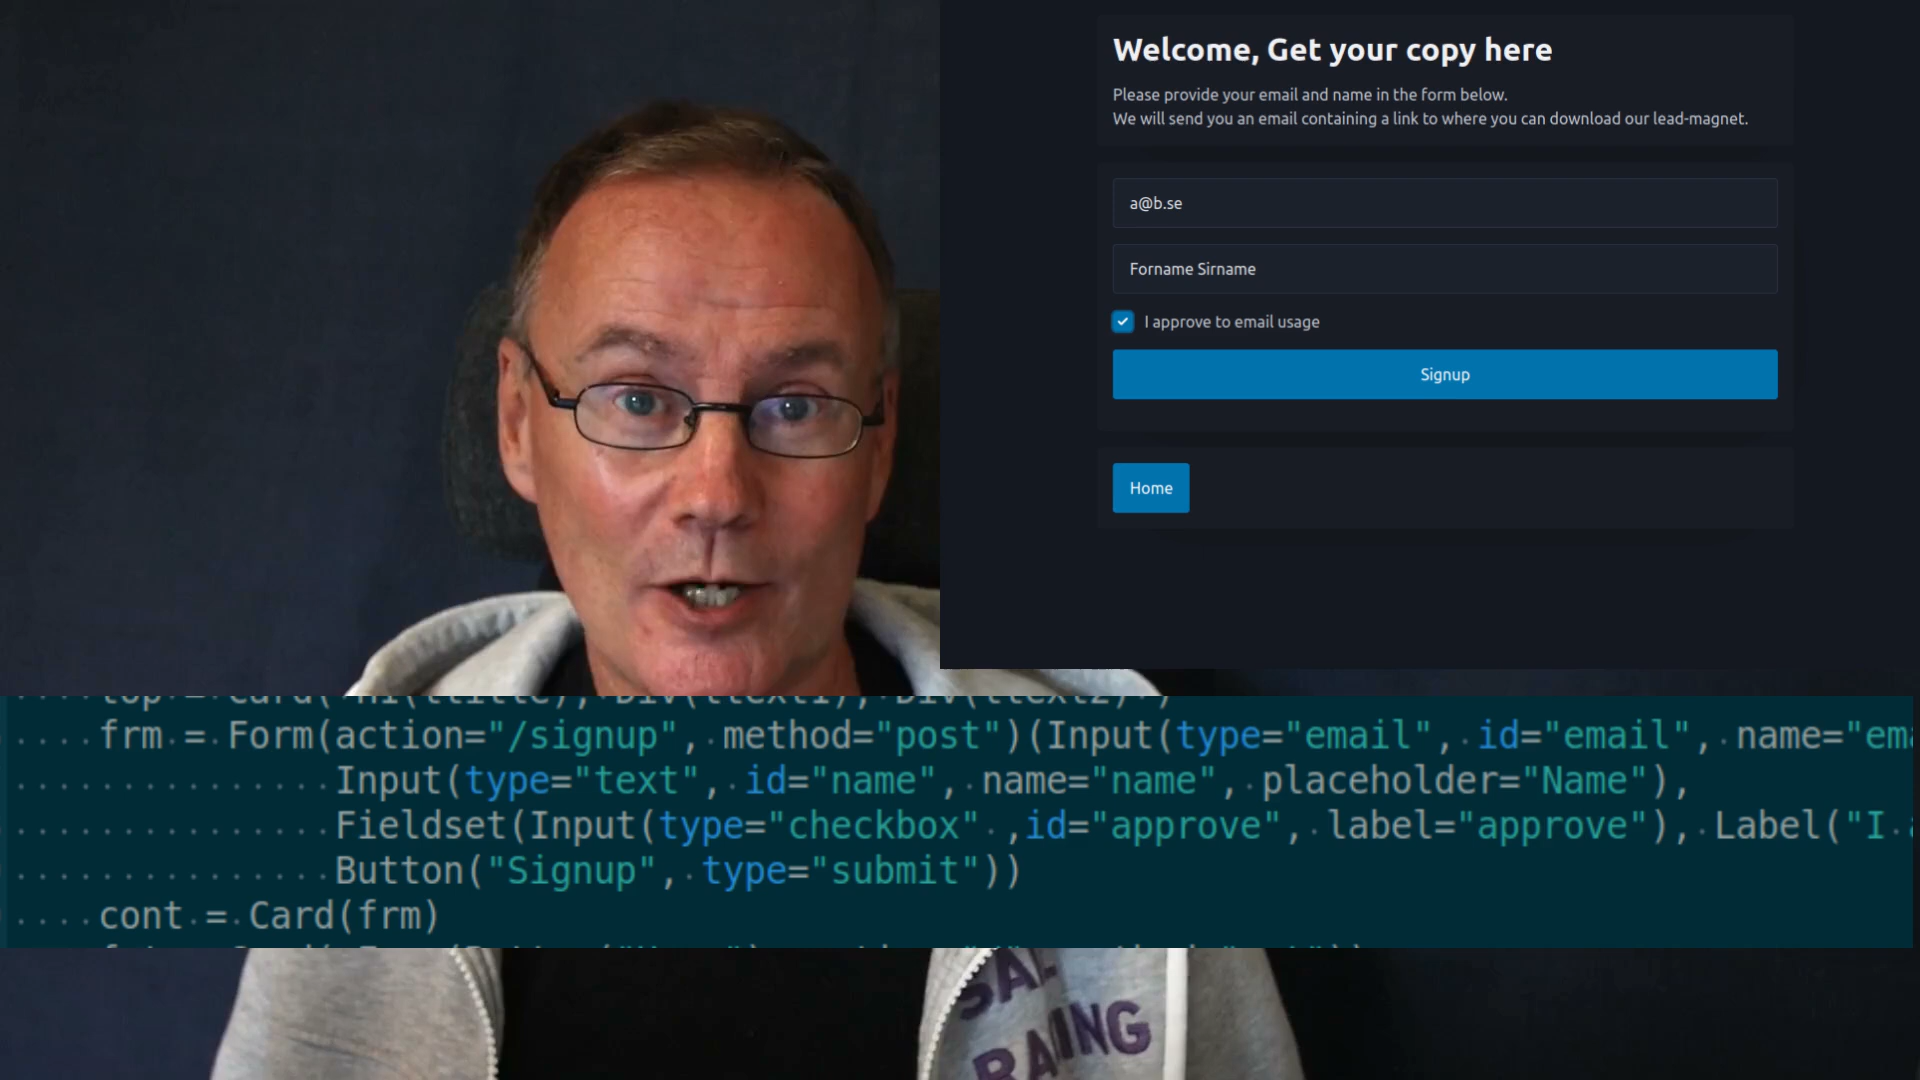 Welcome, Get your copy here
Please provide your email and name in the form below.
We will send you an email containing a link to where you can download our lead-magnet.
a@b.se
Forname Sirname
I approve to email usage
Signup
Home
frm = Form(action="/signup", method="post")(Input(type="email", id="email", name="em
Input(type="text", id="name", name="name", placeholder="Name"),
Fieldset(Input(type="checkbox" ,id="approve", label="approve"), Label("I
Button("Signup", type="submit"))
cont = Card(frm)